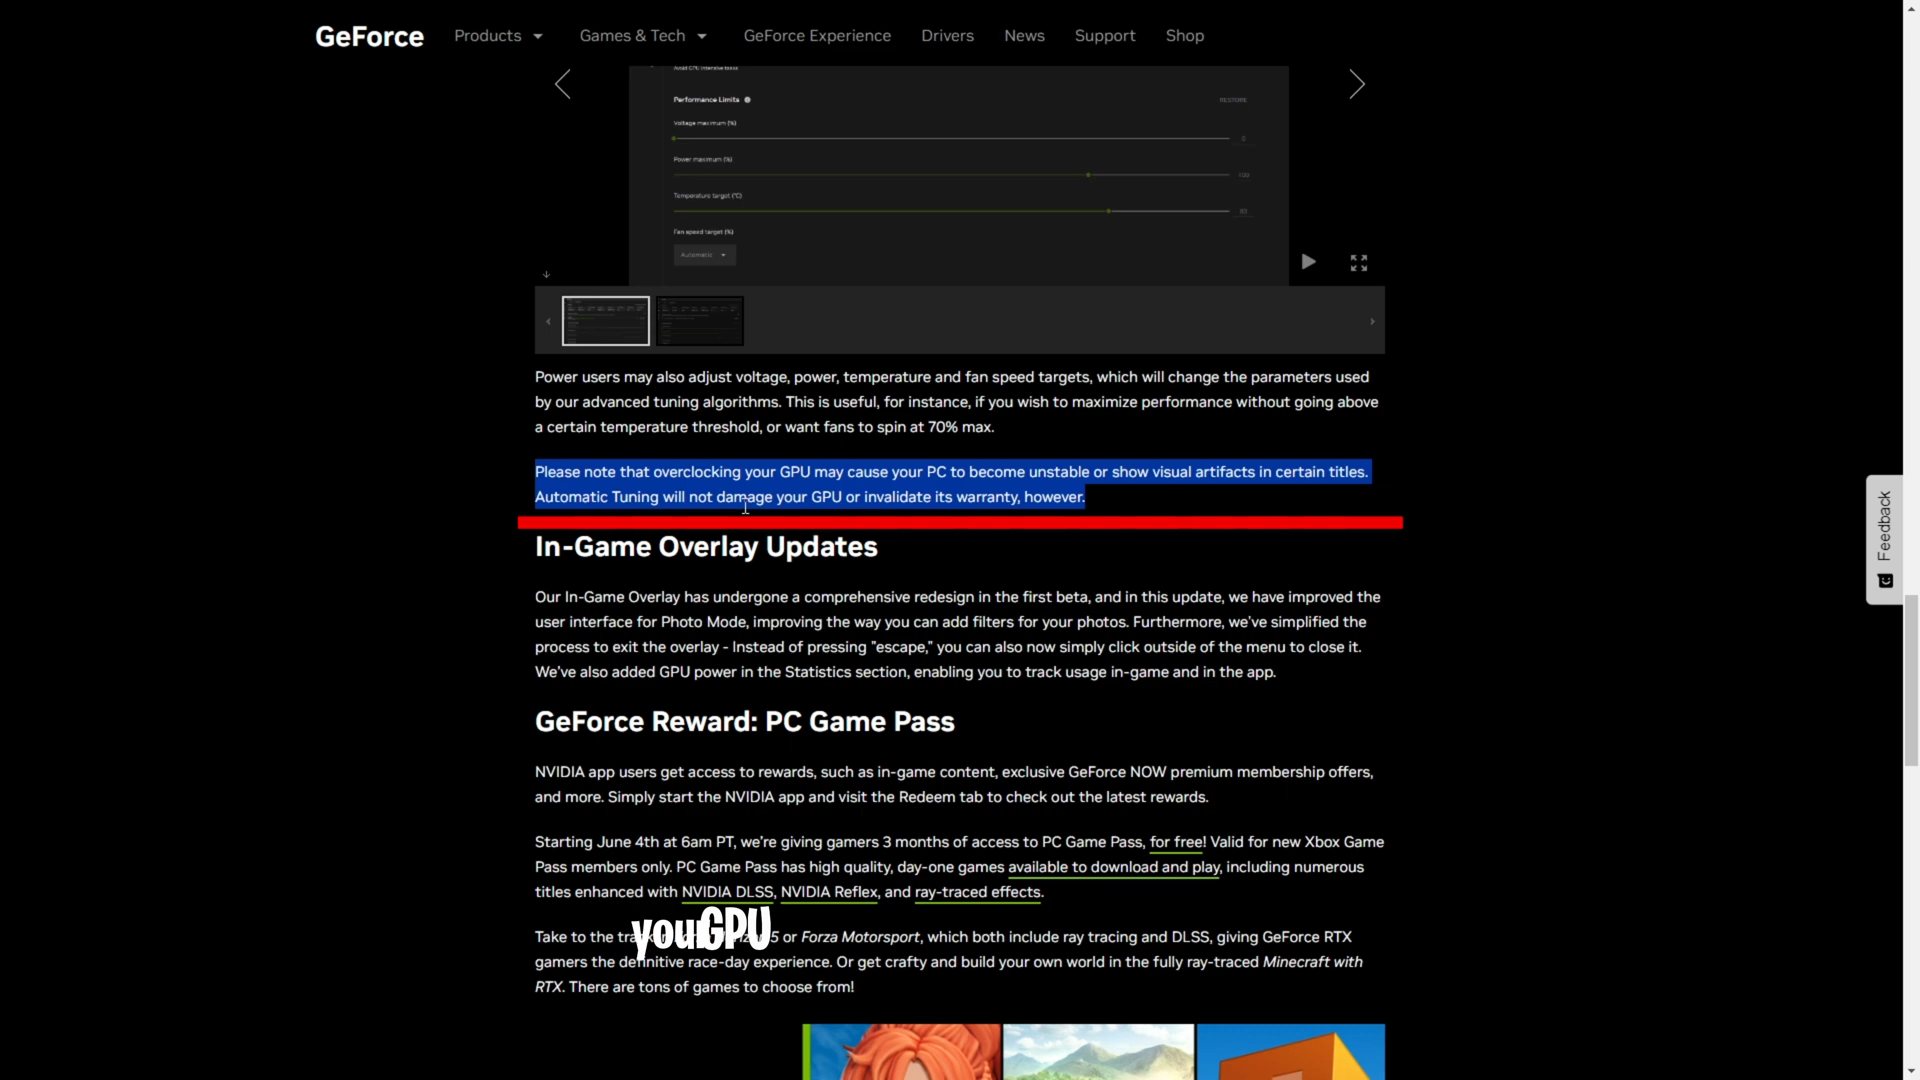 GeForce Products Games & Tech GeForce Experience Drivers News Support Shop
Avoid CPU intensive tasks
Performance Limits RESTORE
Voltage maximum (%)
0
Power maximum (%)
100
Temperature target (°C)
83
Fan speed target (%)
Automatic
Power users may also adjust voltage, power, temperature and fan speed targets, which will change the parameters used
by our advanced tuning algorithms. This is useful, for instance, if you wish to maximize performance without going above
a certain temperature threshold, or want fans to spin at 70% max.
Please note that overclocking your GPU may cause your PC to become unstable or show visual artifacts in certain titles.
Automatic Tuning will not damage your GPU or invalidate its warranty, however.
In-Game Overlay Updates
Our In-Game Overlay has undergone a comprehensive redesign in the first beta, and in this update, we have improved the
user interface for Photo Mode, improving the way you can add filters for your photos. Furthermore, we've simplified the
process to exit the overlay - Instead of pressing "escape," you can also now simply click outside of the menu to close it.
We've also added GPU power in the Statistics section, enabling you to track usage in-game and in the app.
GeForce Reward: PC Game Pass
NVIDIA app users get access to rewards, such as in-game content, exclusive GeForce NOW premium membership offers,
and more. Simply start the NVIDIA app and visit the Redeem tab to check out the latest rewards.
Starting June 4th at 6am PT, we're giving gamers 3 months of access to PC Game Pass, for free! Valid for new Xbox Game
Pass members only. PC Game Pass has high quality, day-one games available to download and play, including numerous
titles enhanced with NVIDIA DLSS, NVIDIA Reflex, and ray-traced effects.
Take to the 5 or Forza Motorsport, which both include ray tracing and DLSS, giving GeForce RTX
your GPU
gamers the definitive race-day experience. Or get crafty and build your own world in the fully ray-traced Minecraft with
RTX. There are tons of games to choose from!
Feedback